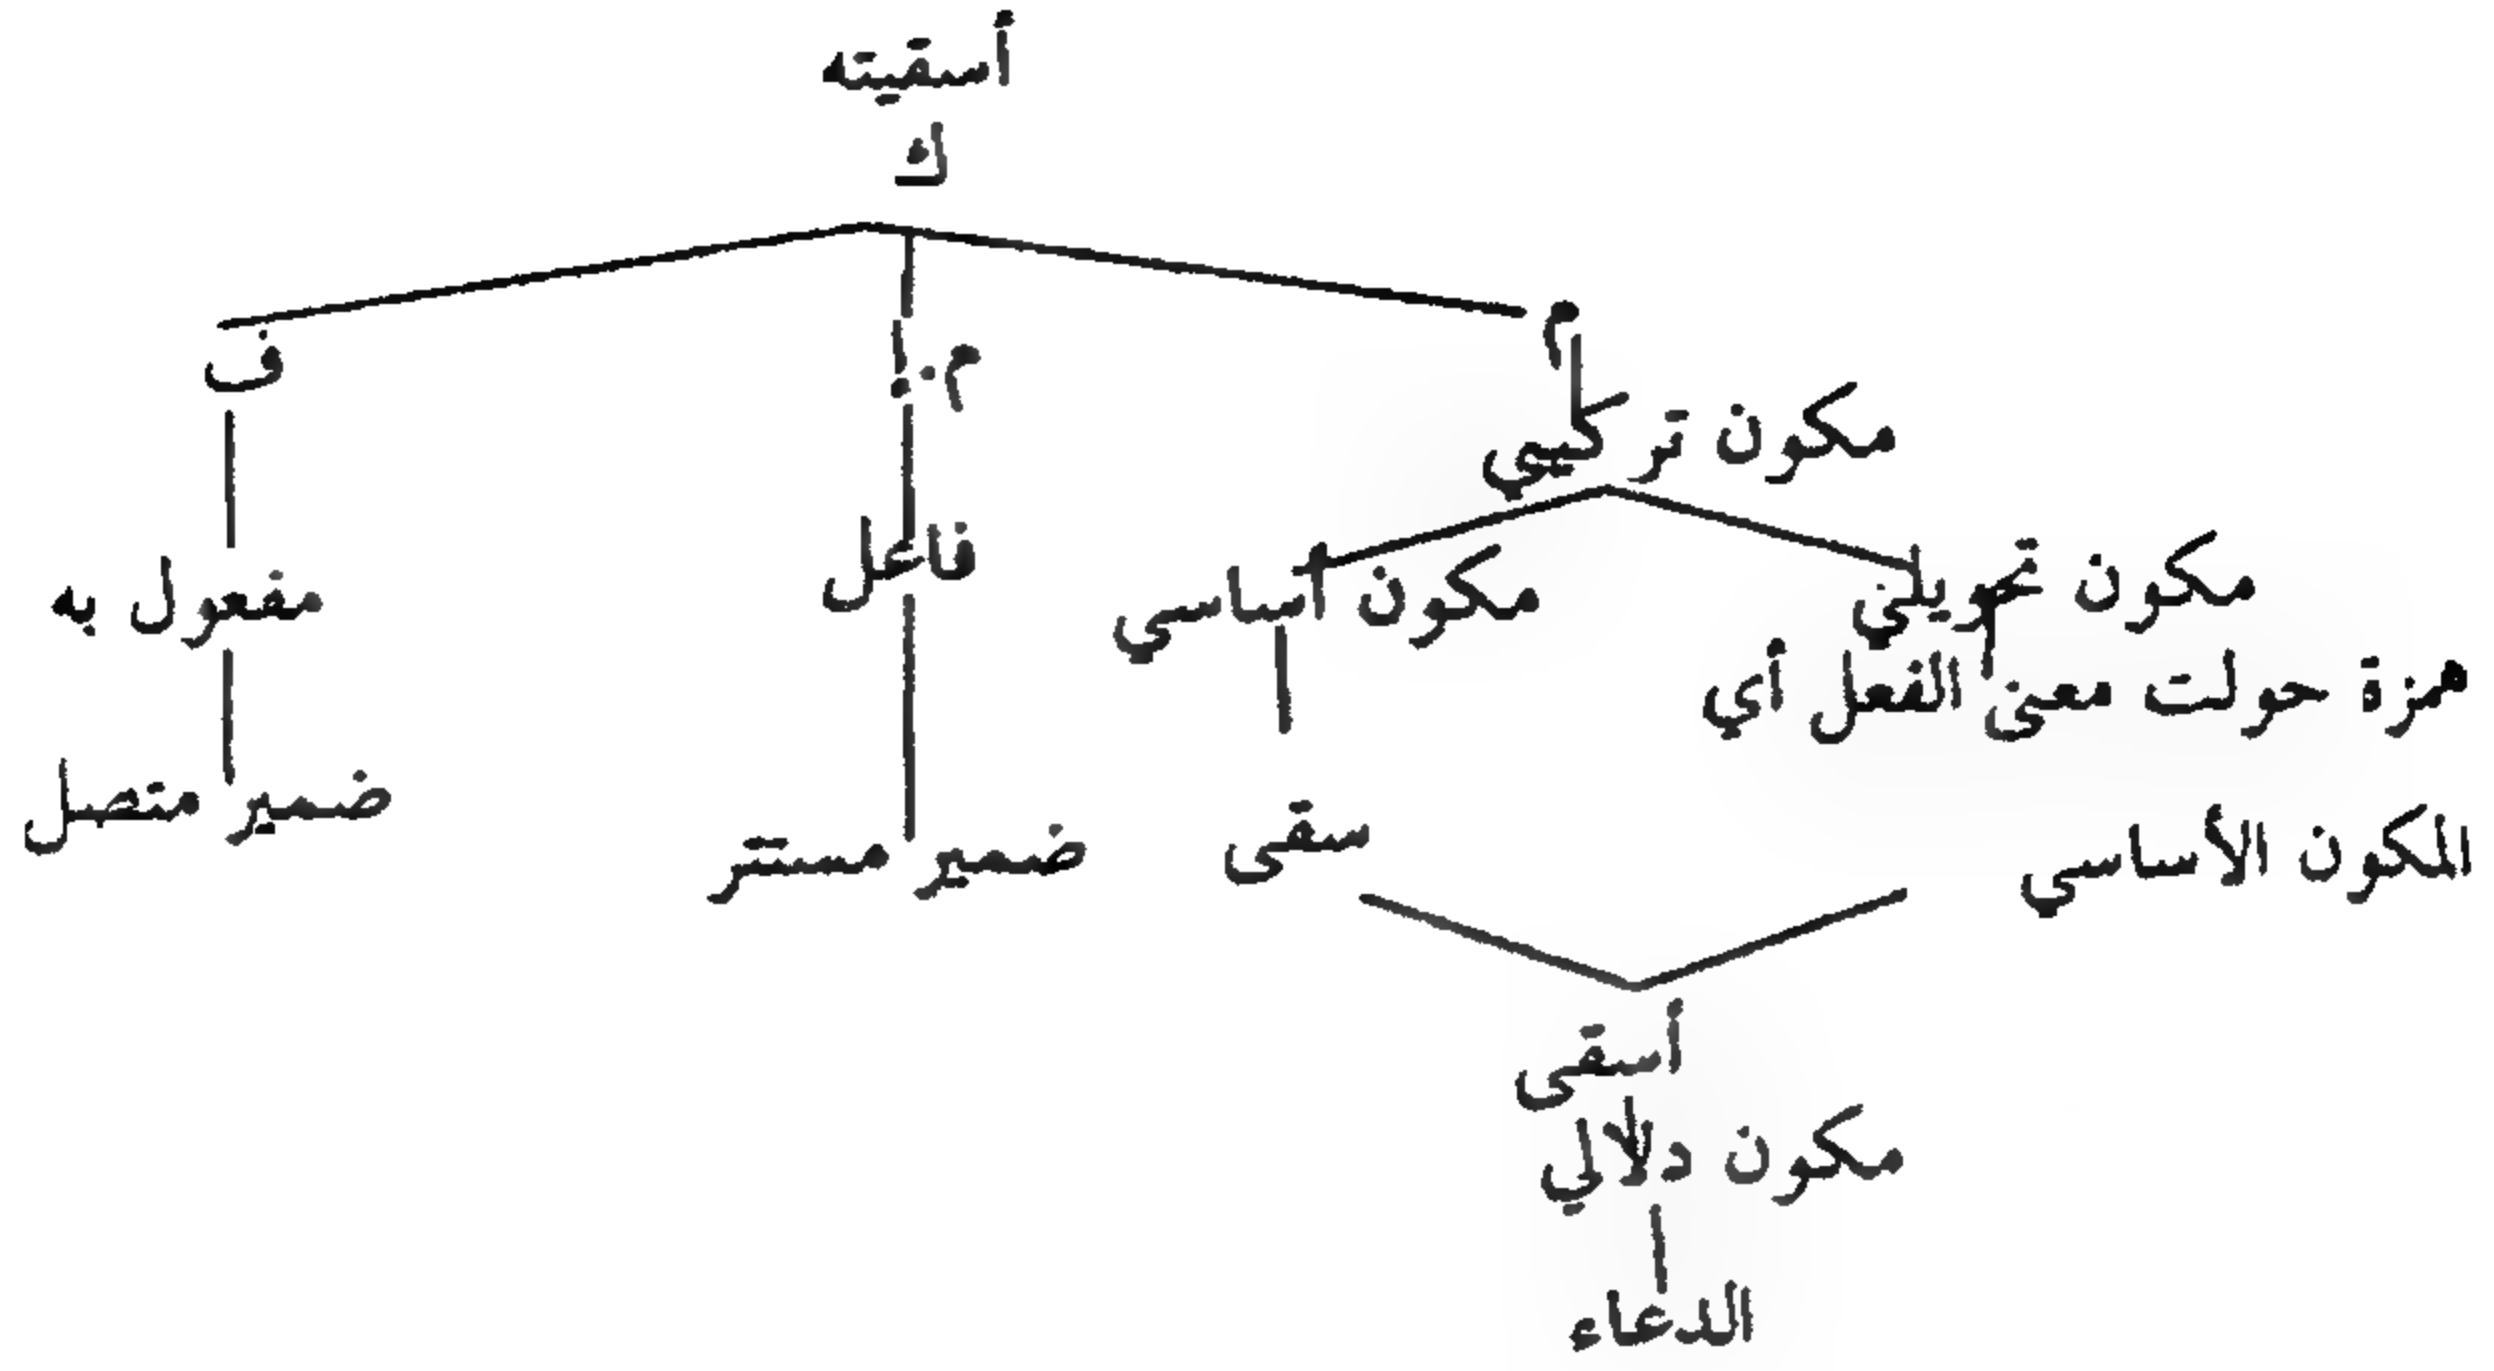 أسقيته
ك
م
م.إ
ف
مكون تركيبي
فاعل
مكون تحويلي
مكون أساسي
مفعول به
همزة حولت معنى الفعل أي
المكون الأساسي
سقى
ضمير مستتر
ضمير متصل
أسقى
مكون دلالي
الدعاء